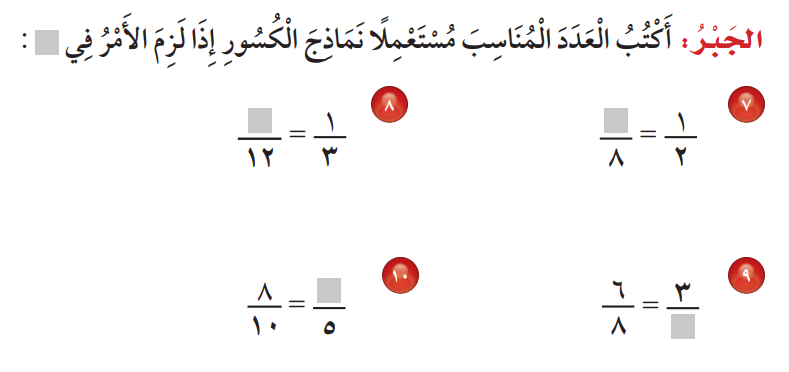 الجَبْرُ: أَكْتُبُ الْعَدَدَ الْمُنَاسِبَ مُسْتَعْمِلًا نَمَاذِجَ الْكُسُورِ إِذَا لَزِمَ الأَمْرُ فِي ■ :
٧ ١/٢ = ■/٨
٨ ١/٣ = ■/١٢
٩ ٣/■ = ٦/٨
١٠ ■/٥ = ٨/١٠